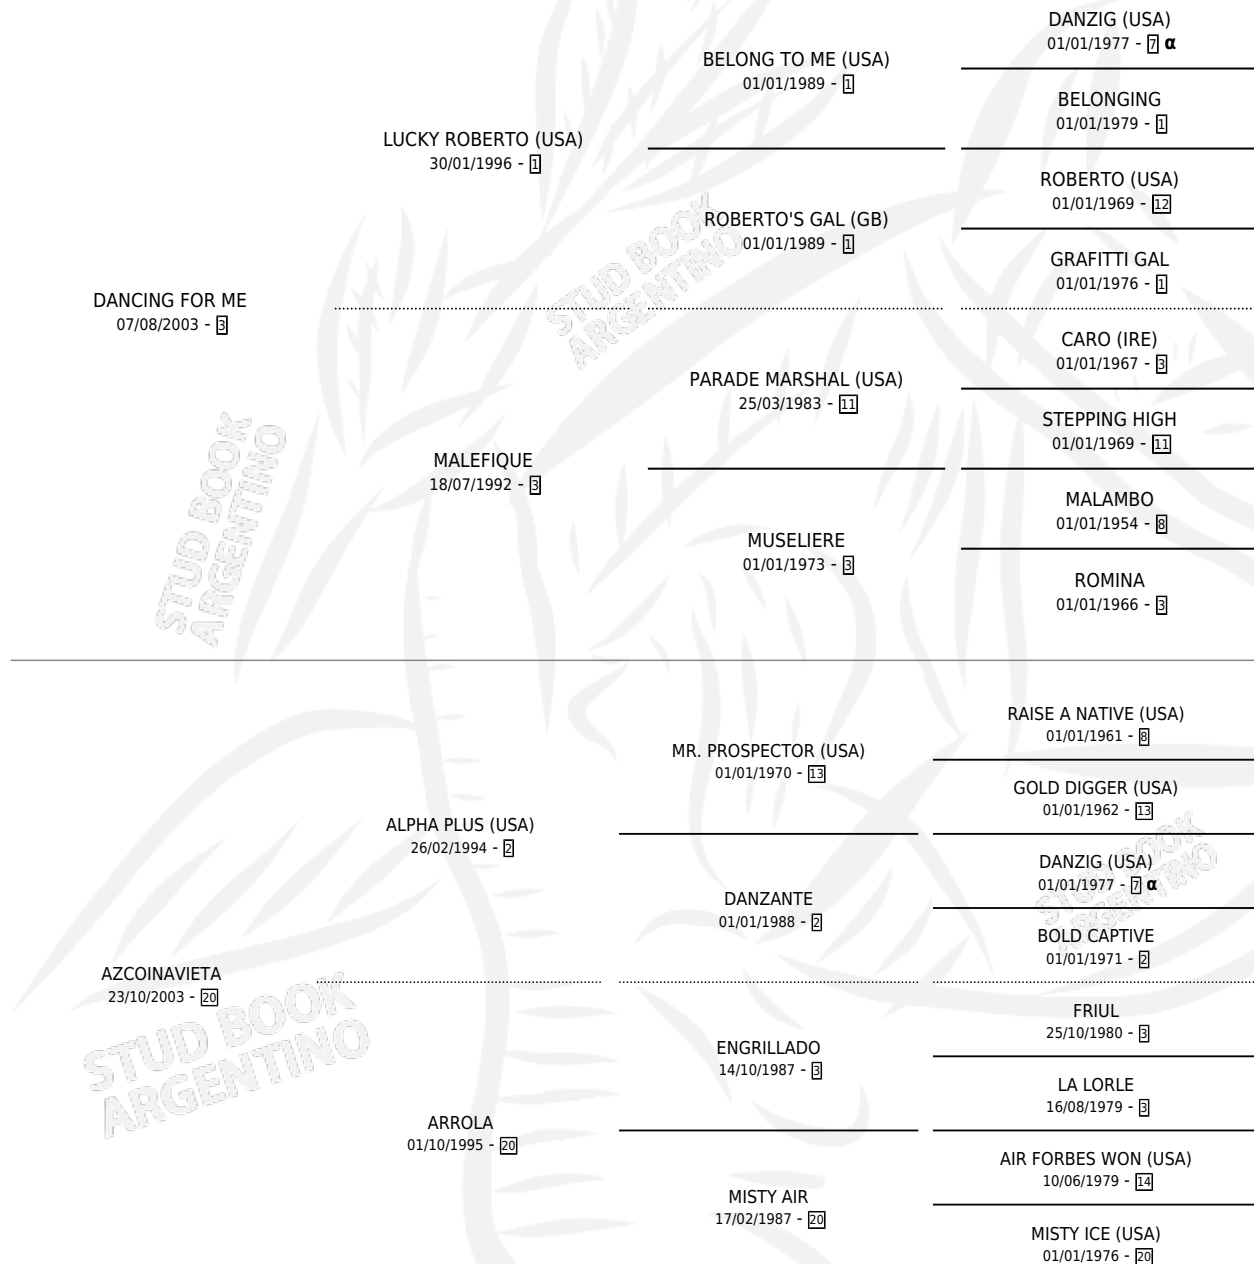 DANZIG (USA)
01/01/1977 - 7 α
BELONG TO ME (USA)
01/01/1989 - 1
BELONGING
01/01/1979 - 1
LUCKY ROBERTO (USA)
30/01/1996 - 1
ROBERTO (USA)
01/01/1969 - 12
ROBERTO'S GAL (GB)
01/01/1989 - 1
GRAFITTI GAL
01/01/1976 - 1
DANCING FOR ME
07/08/2003 - 3
CARO (IRE)
01/01/1967 - 3
PARADE MARSHAL (USA)
25/03/1983 - 11
STEPPING HIGH
01/01/1969 - 11
MALEFIQUE
18/07/1992 - 3
MALAMBO
01/01/1954 - 8
MUSELIERE
01/01/1973 - 3
ROMINA
01/01/1966 - 3
STUD BOOK
ARGENTINO
STUD BOOK
ARGENTINO
RAISE A NATIVE (USA)
01/01/1961 - 8
MR. PROSPECTOR (USA)
01/01/1970 - 13
GOLD DIGGER (USA)
01/01/1962 - 13
ALPHA PLUS (USA)
26/02/1994 - 2
DANZIG (USA)
01/01/1977 - 7 α
DANZANTE
01/01/1988 - 2
BOLD CAPTIVE
01/01/1971 - 2
AZCOINAVIETA
23/10/2003 - 20
FRIUL
25/10/1980 - 3
ENGRILLADO
14/10/1987 - 3
LA LORLE
16/08/1979 - 3
ARROLA
01/10/1995 - 20
AIR FORBES WON (USA)
10/06/1979 - 14
MISTY AIR
17/02/1987 - 20
MISTY ICE (USA)
01/01/1976 - 20
STUD BOOK
ARGENTINO
STUD BOOK
ARGENTINO